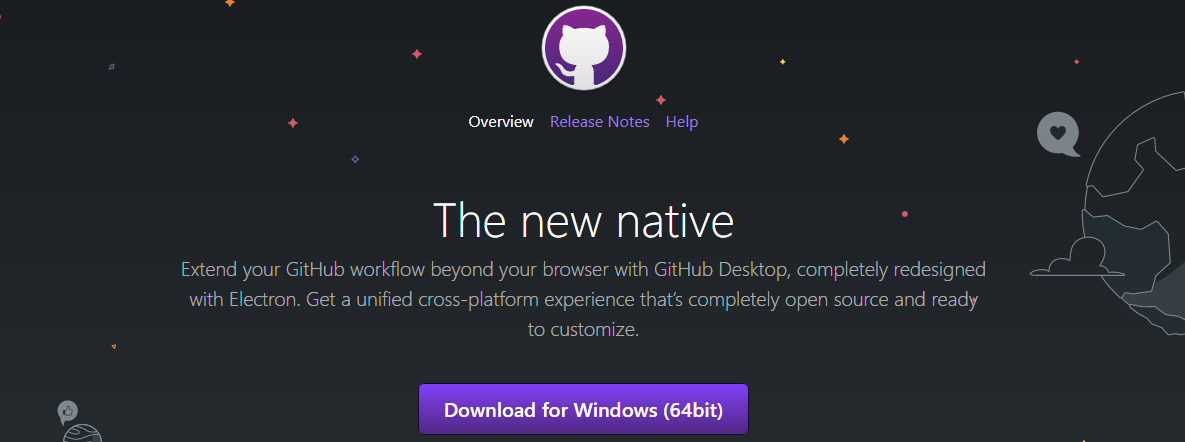 Overview Release Notes Help
The new native
Extend your GitHub workflow beyond your browser with GitHub Desktop, completely redesigned
with Electron. Get a unified cross-platform experience that's completely open source and ready
to customize.
Download for Windows (64bit)